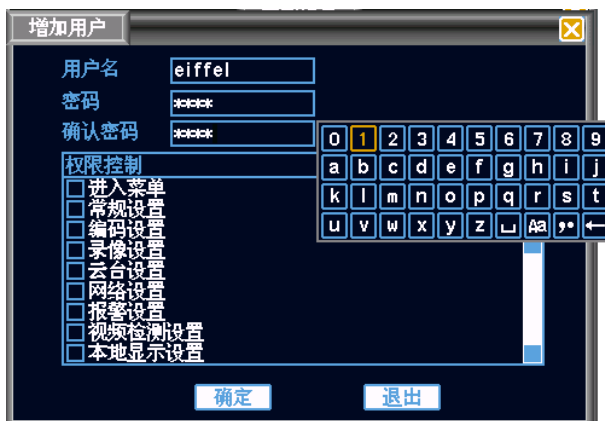 增加用户
用户名 eiffel
密码 ****
确认密码 ****
0 1 2 3 4 5 6 7 8 9
a b c d e f g h i j
k l m n o p q r s t
u v w x y z ␣ Aa ,• ←
权限控制
进入菜单
常规设置
编码设置
录像设置
云台设置
网络设置
报警设置
视频检测设置
本地显示设置
确定 退出